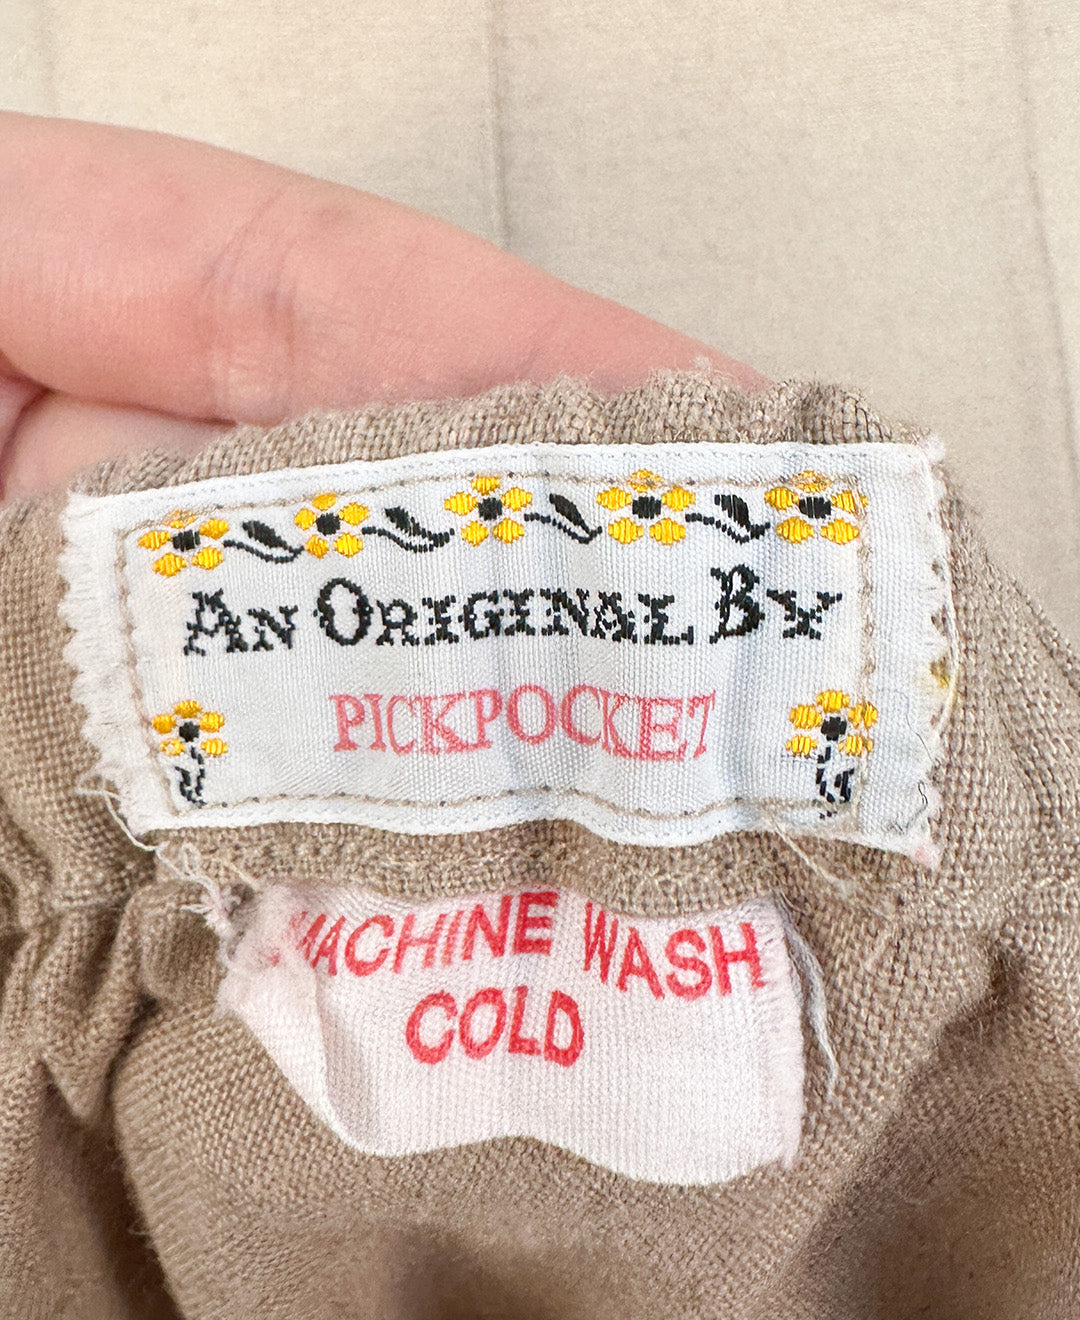 An Original By
PICKPOCKET
MACHINE WASH
COLD